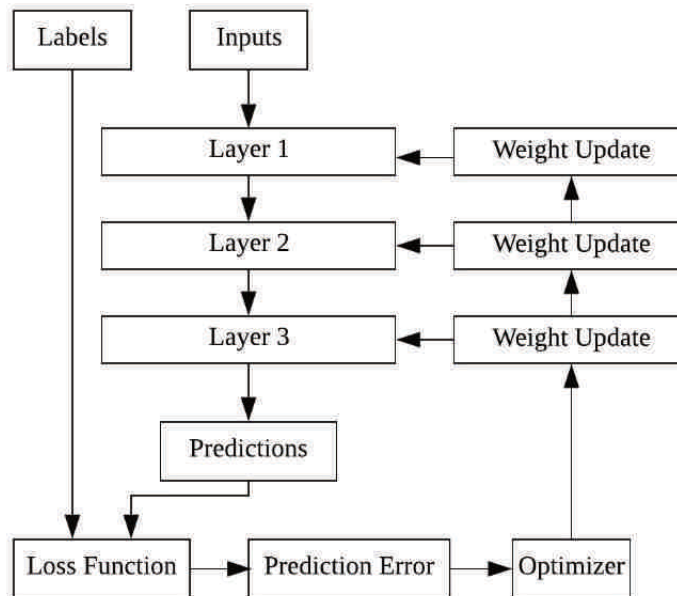 Labels
Inputs
Layer 1
Weight Update
Layer 2
Weight Update
Layer 3
Weight Update
Predictions
Loss Function
Prediction Error
Optimizer